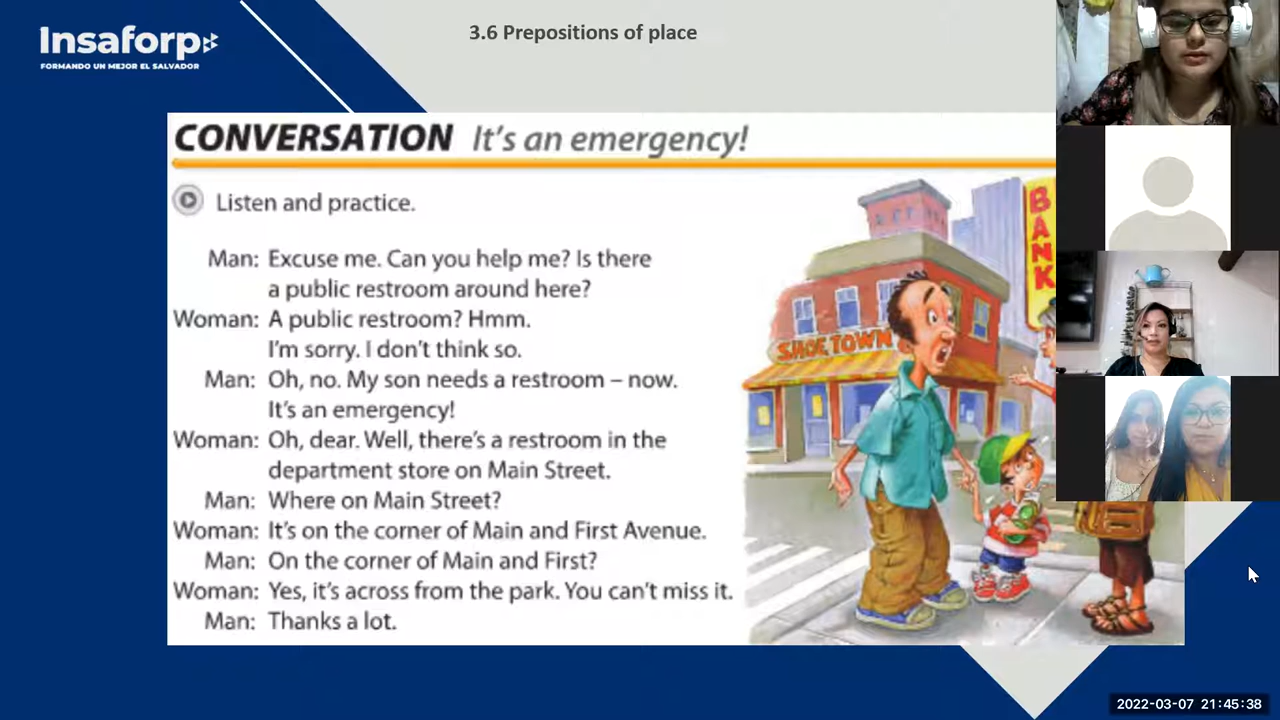 Insaforp
FORMANDO UN MEJOR EL SALVADOR
3.6 Prepositions of place
CONVERSATION It's an emergency!
Listen and practice.
Man: Excuse me. Can you help me? Is there
a public restroom around here?
Woman: A public restroom? Hmm.
I'm sorry. I don't think so.
Man: Oh, no. My son needs a restroom – now.
It's an emergency!
Woman: Oh, dear. Well, there's a restroom in the
department store on Main Street.
Man: Where on Main Street?
Woman: It's on the corner of Main and First Avenue.
Man: On the corner of Main and First?
Woman: Yes, it's across from the park. You can't miss it.
Man: Thanks a lot.
SHOE TOWN
BANK
2022-03-07 21:45:38